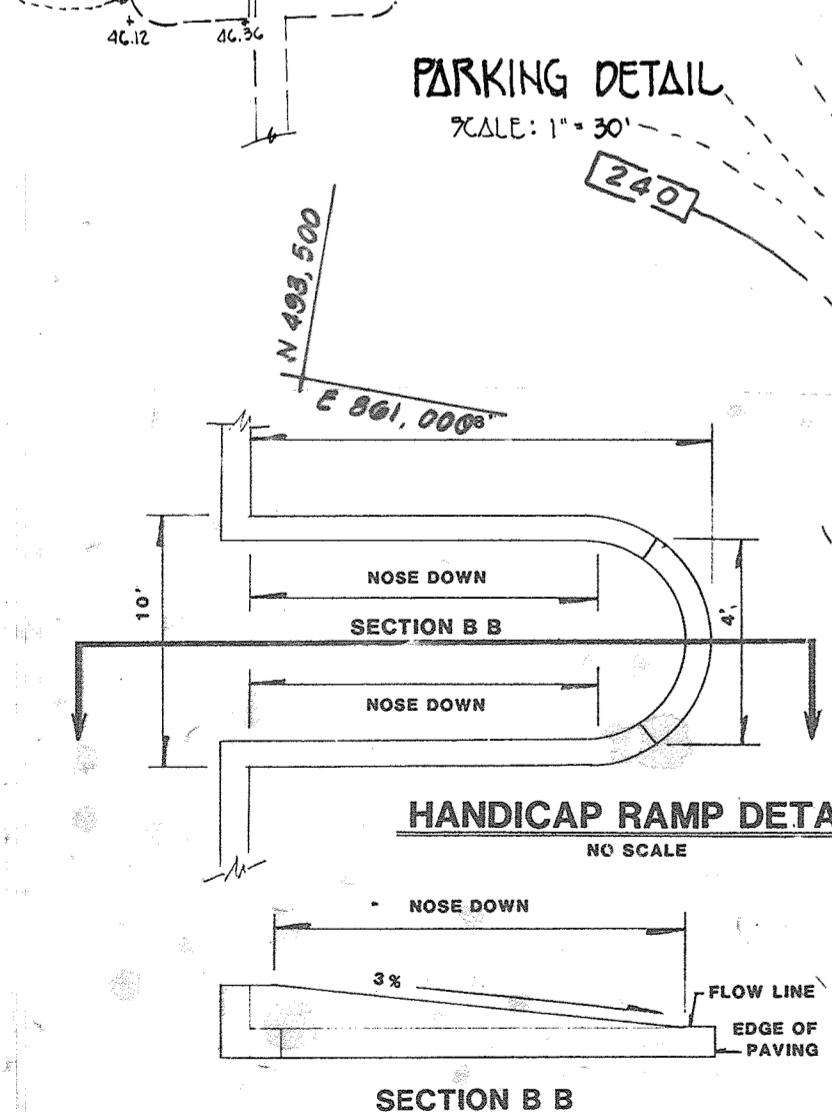 46.12
46.36
PARKING DETAIL
SCALE: 1" = 30'
240
N 493,500
E 861,000
8'
10'
NOSE DOWN
SECTION B B
4'
NOSE DOWN
HANDICAP RAMP DETA
NO SCALE
NOSE DOWN
3%
FLOW LINE
EDGE OF
PAVING
SECTION B B